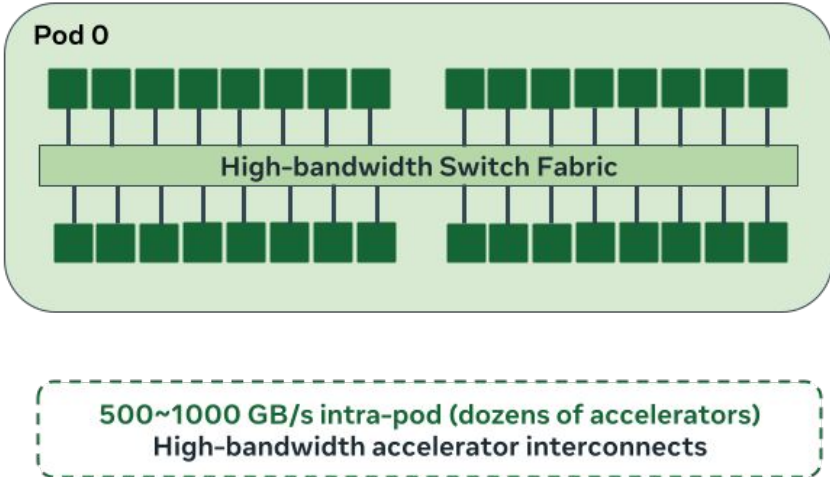 Pod 0
High-bandwidth Switch Fabric
500~1000 GB/s intra-pod (dozens of accelerators)
High-bandwidth accelerator interconnects